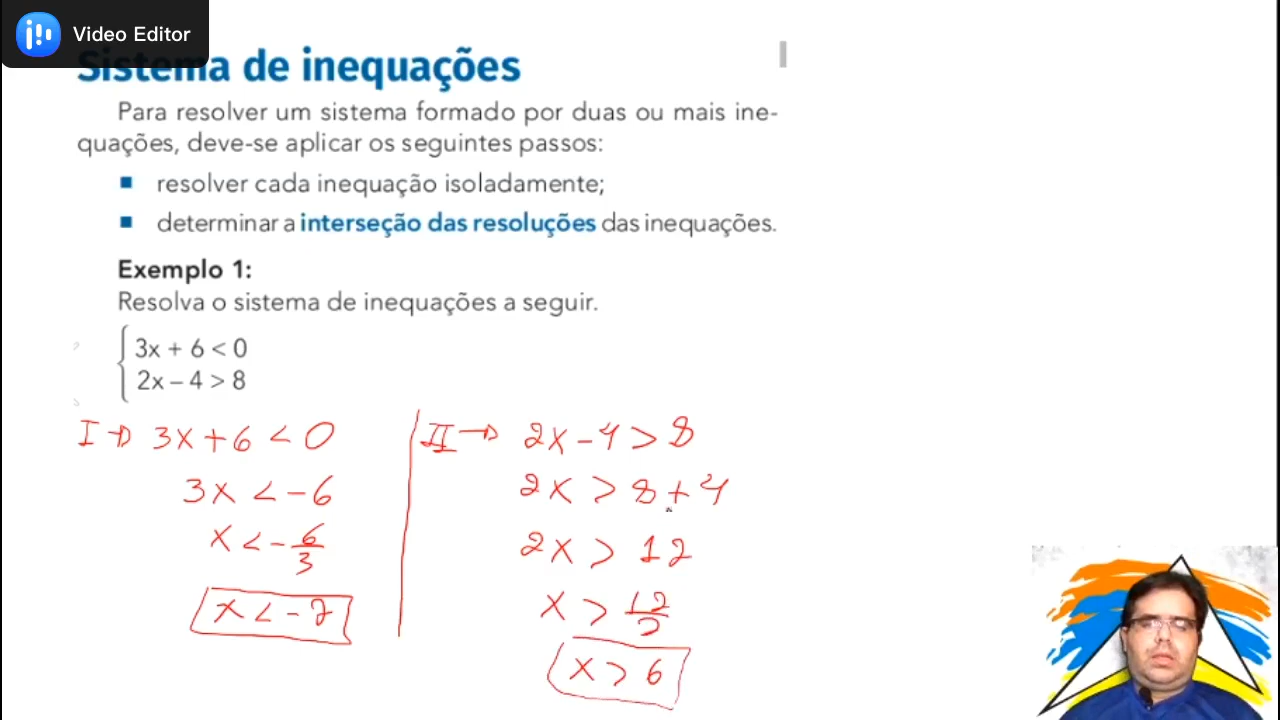 Video Editor
Sistema de inequações
Para resolver um sistema formado por duas ou mais ine-
quações, deve-se aplicar os seguintes passos:
resolver cada inequação isoladamente;
determinar a interseção das resoluções das inequações.
Exemplo 1:
Resolva o sistema de inequações a seguir.
3x + 6 < 0
2x – 4 > 8
I → 3x + 6 < 0
3x < -6
x < -6/3
x < -2
II → 2x - 4 > 8
2x > 8 + 4
2x > 12
x > 12/2
x > 6